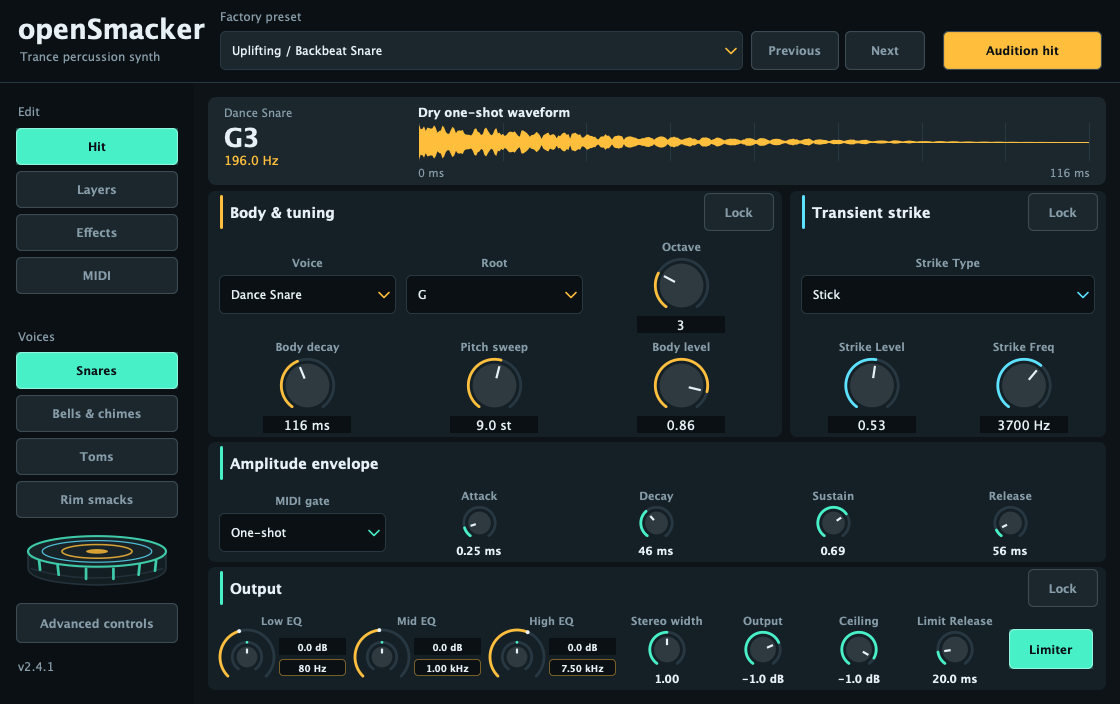 openSmacker
Trance percussion synth
Factory preset
Uplifting / Backbeat Snare
Previous
Next
Audition hit
Edit
Hit
Layers
Effects
MIDI
Voices
Snares
Bells & chimes
Toms
Rim smacks
Advanced controls
v2.4.1
Dance Snare
G3
196.0 Hz
Dry one-shot waveform
0 ms
116 ms
Body & tuning
Lock
Voice
Dance Snare
Root
G
Octave
3
Body decay
116 ms
Pitch sweep
9.0 st
Body level
0.86
Transient strike
Lock
Strike Type
Stick
Strike Level
0.53
Strike Freq
3700 Hz
Amplitude envelope
MIDI gate
One-shot
Attack
0.25 ms
Decay
46 ms
Sustain
0.69
Release
56 ms
Output
Lock
Low EQ
0.0 dB
80 Hz
Mid EQ
0.0 dB
1.00 kHz
High EQ
0.0 dB
7.50 kHz
Stereo width
1.00
Output
-1.0 dB
Ceiling
-1.0 dB
Limit Release
20.0 ms
Limiter